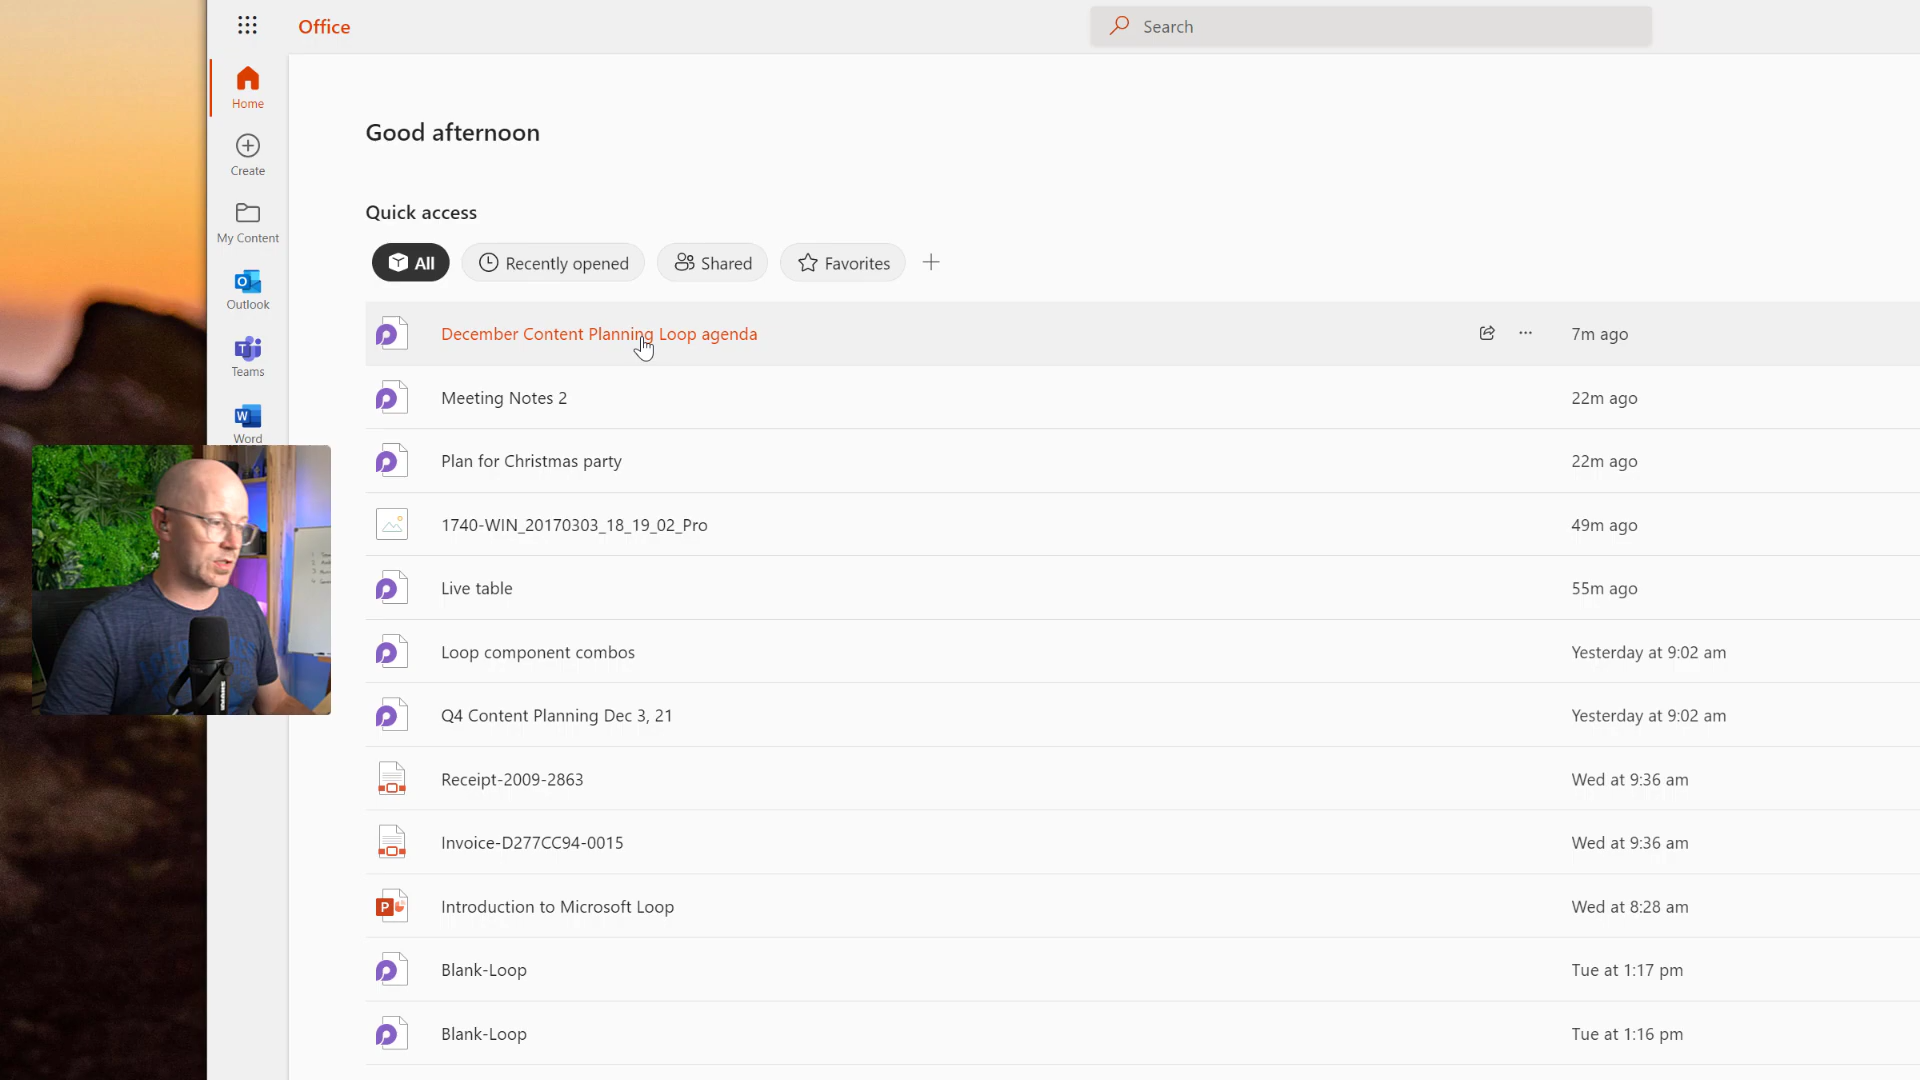 Office
Search
Home
Create
My Content
Outlook
Teams
Word
Good afternoon
Quick access
All
Recently opened
Shared
Favorites
December Content Planning Loop agenda
7m ago
Meeting Notes 2
22m ago
Plan for Christmas party
22m ago
1740-WIN_20170303_18_19_02_Pro
49m ago
Live table
55m ago
Loop component combos
Yesterday at 9:02 am
Q4 Content Planning Dec 3, 21
Yesterday at 9:02 am
Receipt-2009-2863
Wed at 9:36 am
Invoice-D277CC94-0015
Wed at 9:36 am
Introduction to Microsoft Loop
Wed at 8:28 am
Blank-Loop
Tue at 1:17 pm
Blank-Loop
Tue at 1:16 pm